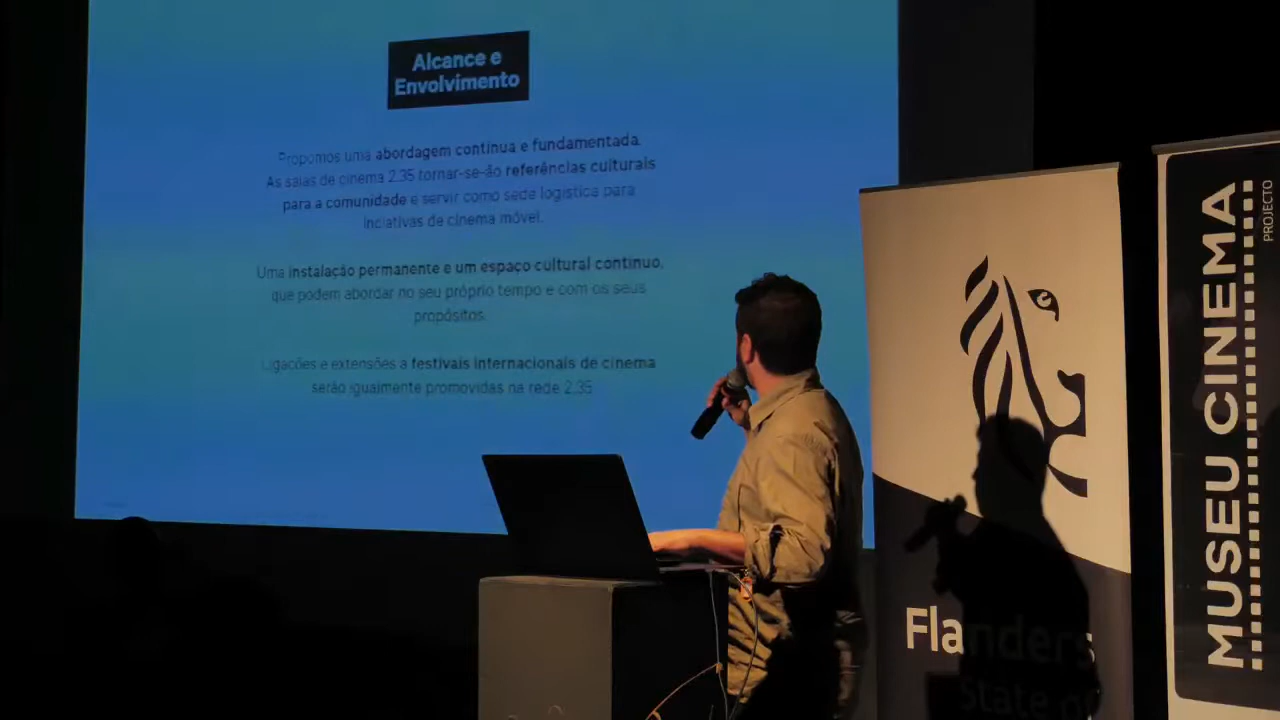 Alcance e
Envolvimento
Propomos uma abordagem contínua e fundamentada.
As salas de cinema 2.35 tornar-se-ão referências culturais
para a comunidade e servir como sede logística para
iniciativas de cinema móvel.
Uma instalação permanente e um espaço cultural contínuo,
que podem abordar no seu próprio tempo e com os seus
propósitos.
Ligações e extensões a festivais internacionais de cinema
serão igualmente promovidas na rede 2.35
Flanders
State of
MUSEU CINEMA
PROJECTO